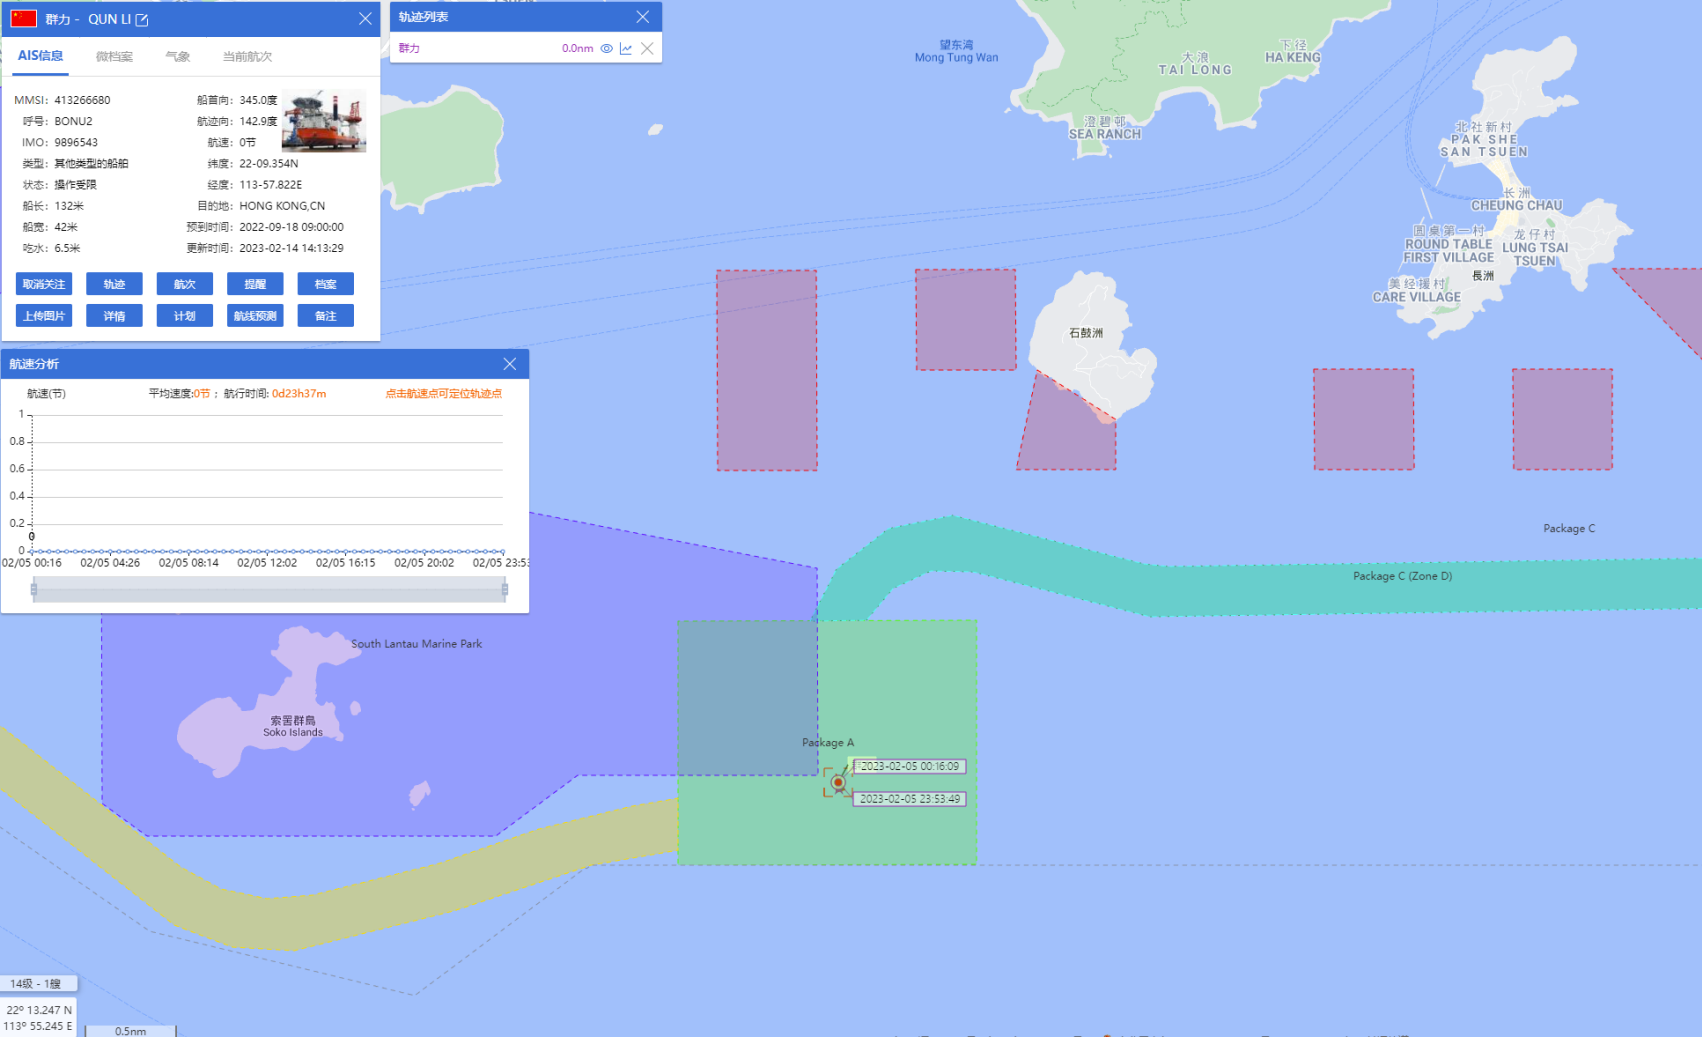 群力 - QUN LI
AIS信息
微档案
气象
当前航次
MMSI: 413266680
船首向: 345.0度
呼号: BONU2
航迹向: 142.9度
IMO: 9896543
航速: 0节
类型: 其他类型的船舶
纬度: 22-09.354N
状态: 操作受限
经度: 113-57.822E
船长: 132米
目的地: HONG KONG,CN
船宽: 42米
预到时间: 2022-09-18 09:00:00
吃水: 6.5米
更新时间: 2023-02-14 14:13:29
取消关注
轨迹
航次
提醒
档案
上传图片
详情
计划
航线预测
备注
轨迹列表
群力
0.0nm
航速分析
航速(节)
平均速度:0节 ; 航行时间: 0d23h37m
点击航速点可定位轨迹点
1
0.8
0.6
0.4
0.2
0
0
02/05 00:16
02/05 04:26
02/05 08:14
02/05 12:02
02/05 16:15
02/05 20:02
02/05 23:53
望东湾
Mong Tung Wan
大浪
TAI LONG
下径
HA KENG
澄碧邨
SEA RANCH
北社新村
PAK SHE
SAN TSUEN
长洲
CHEUNG CHAU
圆桌第一村
ROUND TABLE
FIRST VILLAGE
龙仔村
LUNG TSAI
TSUEN
長洲
美经援村
CARE VILLAGE
石鼓洲
Package C
Package C (Zone D)
South Lantau Marine Park
索罟群島
Soko Islands
Package A
2023-02-05 00:16:09
2023-02-05 23:53:49
14级 - 1艘
22º 13.247 N
113º 55.245 E
0.5nm